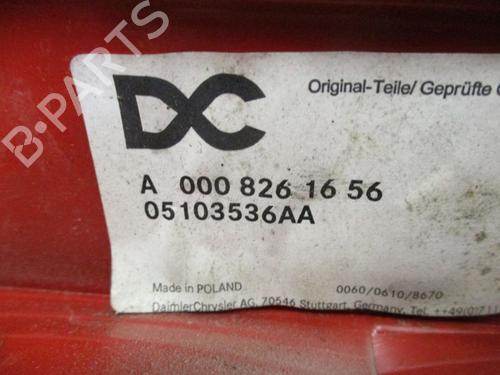 B-PARTS
DC
Original-Teile/ Geprüfte
A 000 826 16 56
05103536AA
Made in POLAND
0060/0610/8670
DaimlerChrysler AG, 70546 Stuttgart, Germany, Tel.